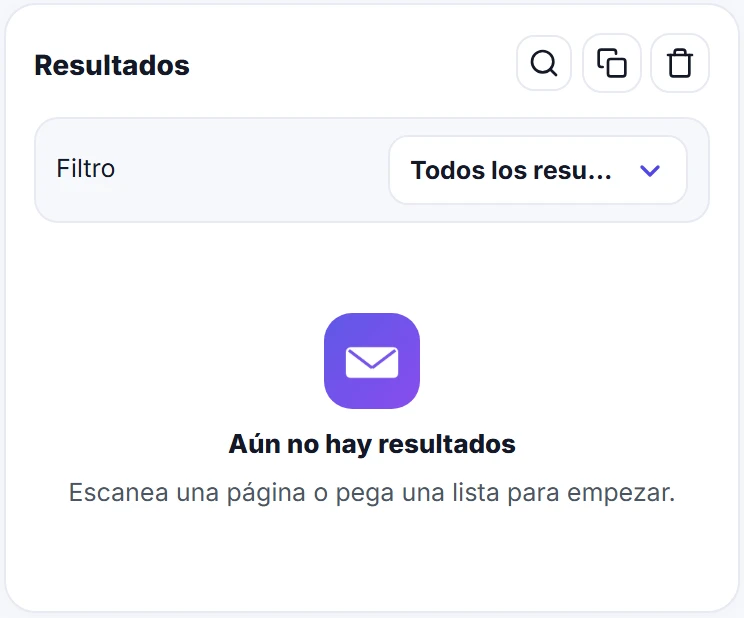 Resultados
Filtro
Todos los resu...
Aún no hay resultados
Escanea una página o pega una lista para empezar.